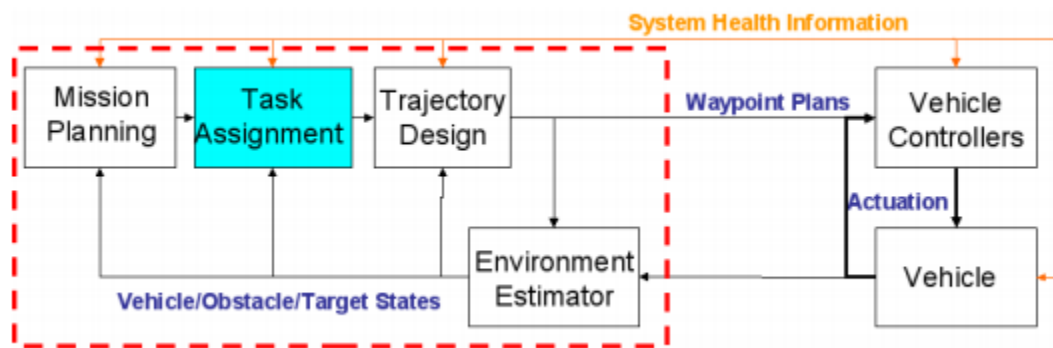 System Health Information
Mission
Planning
Task
Assignment
Trajectory
Design
Waypoint Plans
Vehicle
Controllers
Actuation
Environment
Estimator
Vehicle
Vehicle/Obstacle/Target States